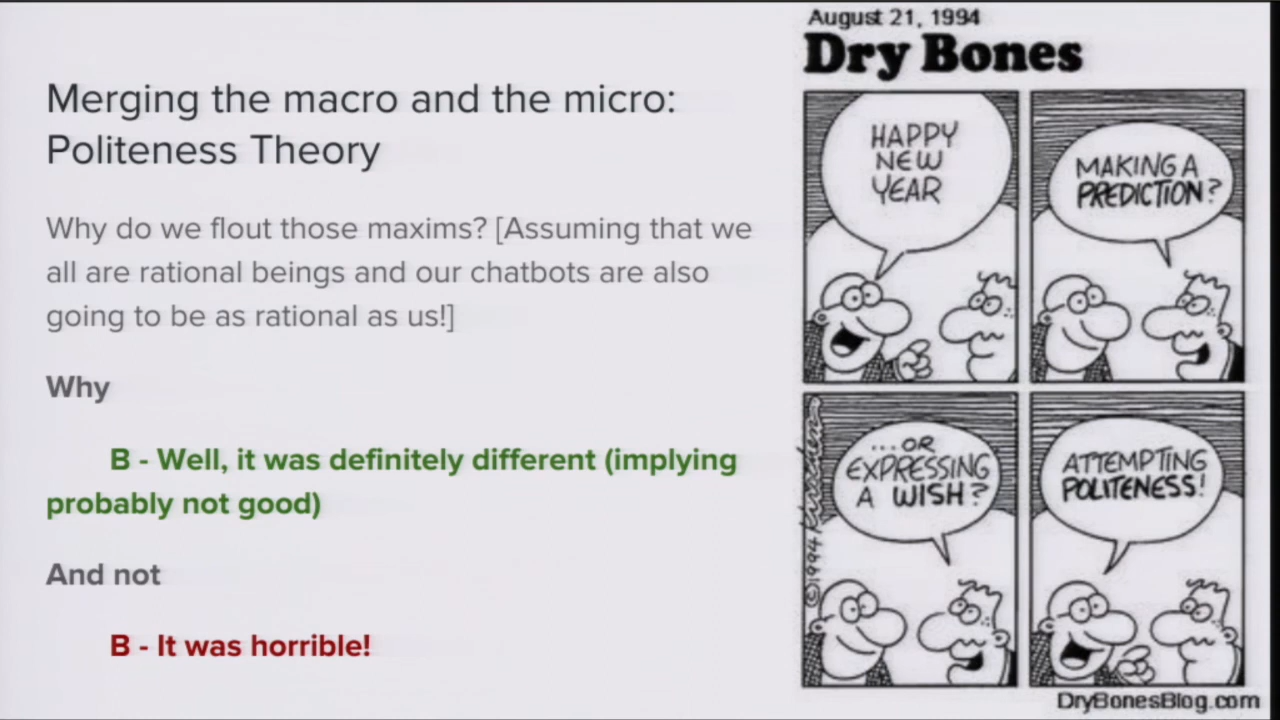 Merging the macro and the micro:
Politeness Theory
Why do we flout those maxims? [Assuming that we
all are rational beings and our chatbots are also
going to be as rational as us!]
Why
B - Well, it was definitely different (implying
probably not good)
And not
B - It was horrible!
August 21, 1994
Dry Bones
HAPPY
NEW
YEAR
MAKING A
PREDICTION?
...OR
EXPRESSING
A WISH?
ATTEMPTING
POLITENESS!
©1994 Kirschen
DryBonesBlog.com